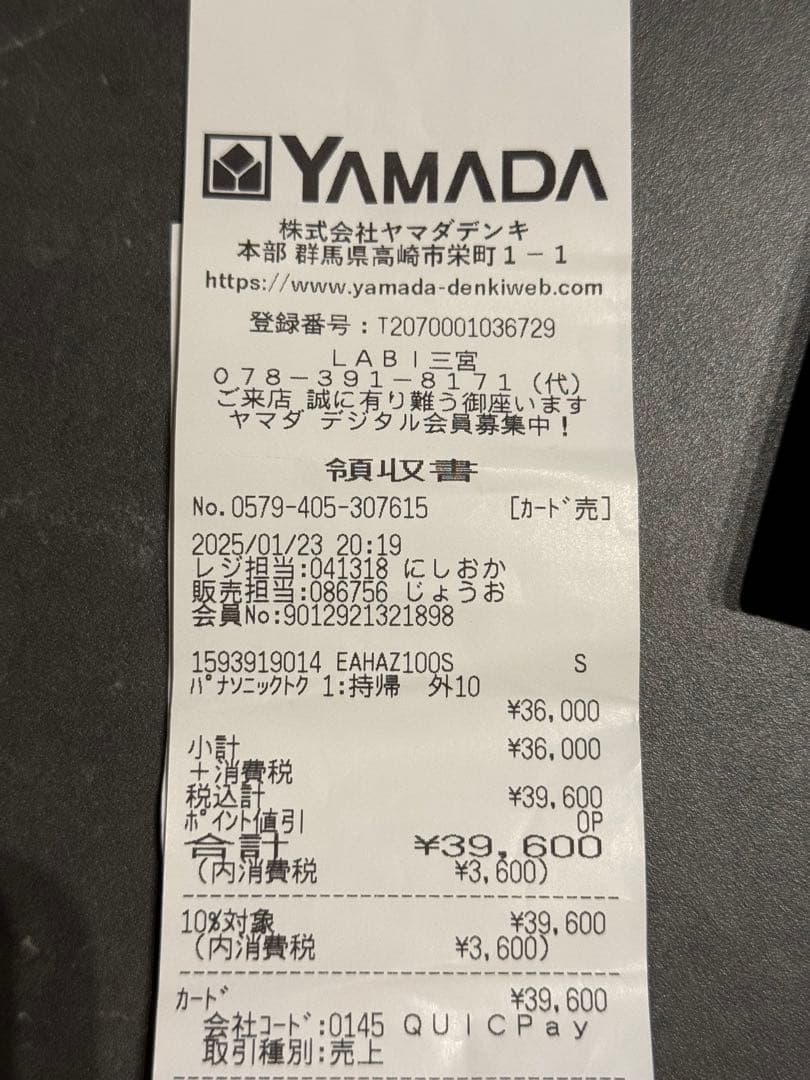 YAMADA
株式会社ヤマダデンキ
本部 群馬県高崎市栄町1-1
https://www.yamada-denkiweb.com
登録番号:T2070001036729
LABI三宮
078-391-8171(代)
ご来店 誠に有り難う御座います
ヤマダ デジタル会員募集中!
領収書
No.0579-405-307615 [カード売]
2025/01/23 20:19
レジ担当:041318 にしおか
販売担当:086756 じょうお
会員No:9012921321898
1593919014 EAHAZ100S S
パナソニックトク 1:持帰 外10
¥36,000
小計 ¥36,000
+消費税
税込計 ¥39,600
ポイント値引 0P
合計 ¥39,600
(内消費税 ¥3,600)
10%対象 ¥39,600
(内消費税 ¥3,600)
カード ¥39,600
会社コード:0145 QUICPay
取引種別:売上